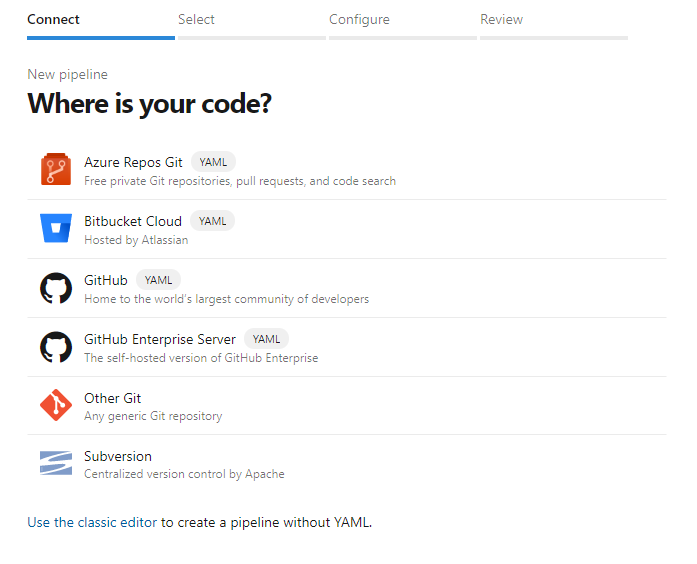 Connect Select Configure Review
New pipeline
Where is your code?
Azure Repos Git YAML
Free private Git repositories, pull requests, and code search
Bitbucket Cloud YAML
Hosted by Atlassian
GitHub YAML
Home to the world's largest community of developers
GitHub Enterprise Server YAML
The self-hosted version of GitHub Enterprise
Other Git
Any generic Git repository
Subversion
Centralized version control by Apache
Use the classic editor to create a pipeline without YAML.